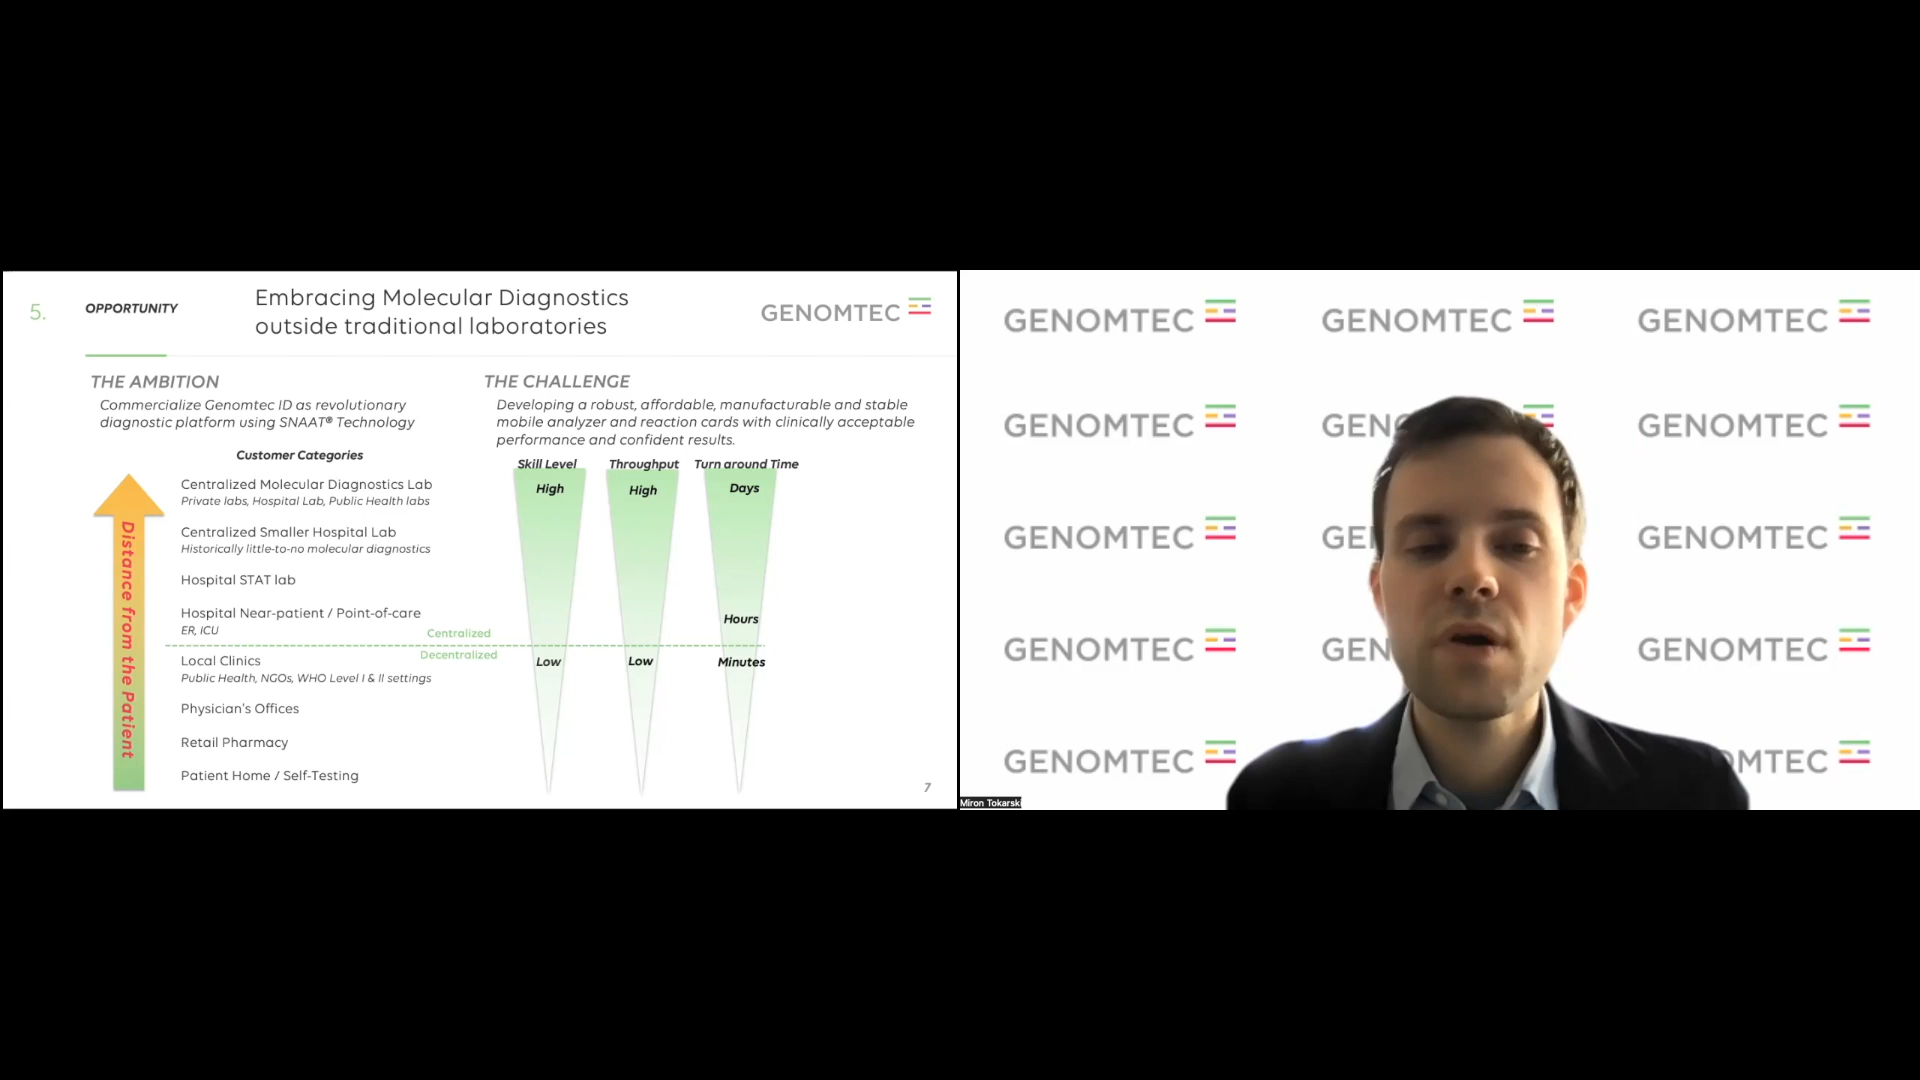 5.
OPPORTUNITY
Embracing Molecular Diagnostics
outside traditional laboratories
GENOMTEC
THE AMBITION
Commercialize Genomtec ID as revolutionary
diagnostic platform using SNAAT® Technology
THE CHALLENGE
Developing a robust, affordable, manufacturable and stable
mobile analyzer and reaction cards with clinically acceptable
performance and confident results.
Customer Categories
Distance from the Patient
Centralized Molecular Diagnostics Lab
Private labs, Hospital Lab, Public Health labs
Centralized Smaller Hospital Lab
Historically little-to-no molecular diagnostics
Hospital STAT lab
Hospital Near-patient / Point-of-care
ER, ICU
Centralized
Decentralized
Local Clinics
Public Health, NGOs, WHO Level I & II settings
Physician's Offices
Retail Pharmacy
Patient Home / Self-Testing
Skill Level
Throughput
Turn around Time
High
High
Days
Hours
Low
Low
Minutes
7
GENOMTEC GENOMTEC GENOMTEC
GENOMTEC GEN GENOMTEC
GENOMTEC GE GENOMTEC
GENOMTEC GEN GENOMTEC
GENOMTEC OMTEC
Miron Tokarski